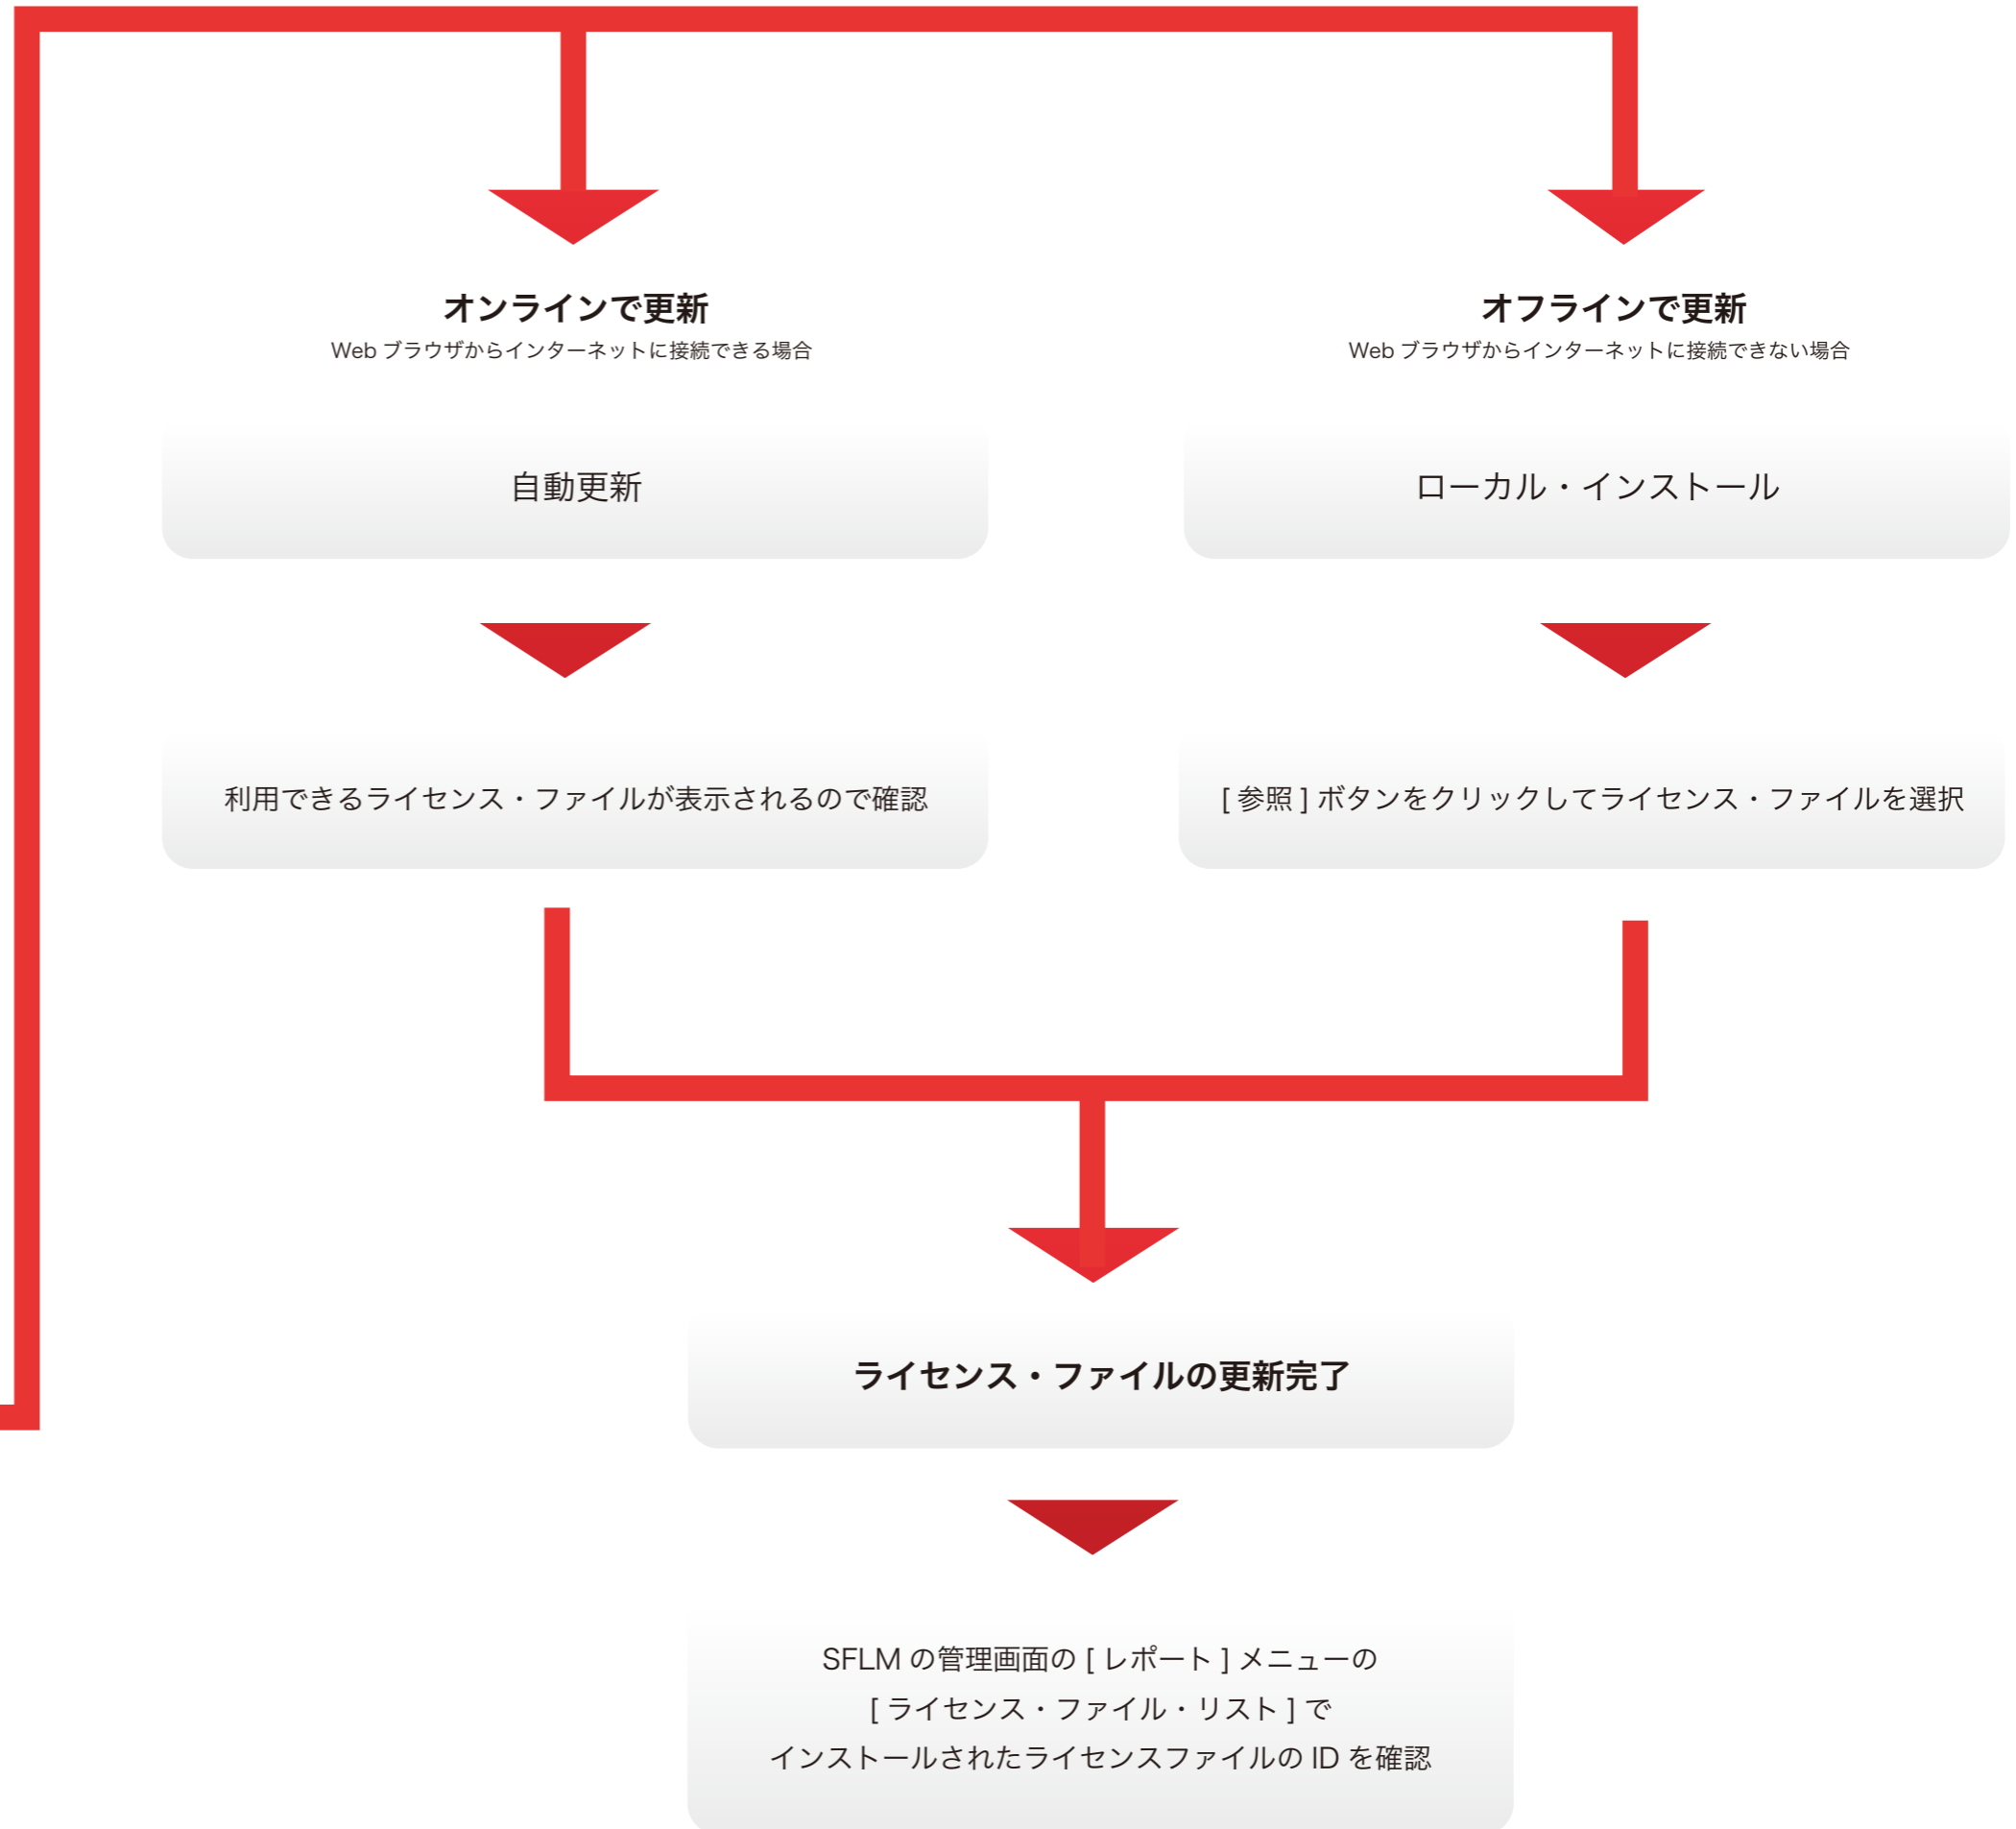 オンラインで更新
Web ブラウザからインターネットに接続できる場合
自動更新
利用できるライセンス・ファイルが表示されるので確認
オフラインで更新
Web ブラウザからインターネットに接続できない場合
ローカル・インストール
[ 参照 ] ボタンをクリックしてライセンス・ファイルを選択
ライセンス・ファイルの更新完了
SFLM の管理画面の [ レポート ] メニューの
[ ライセンス・ファイル・リスト ] で
インストールされたライセンスファイルの ID を確認